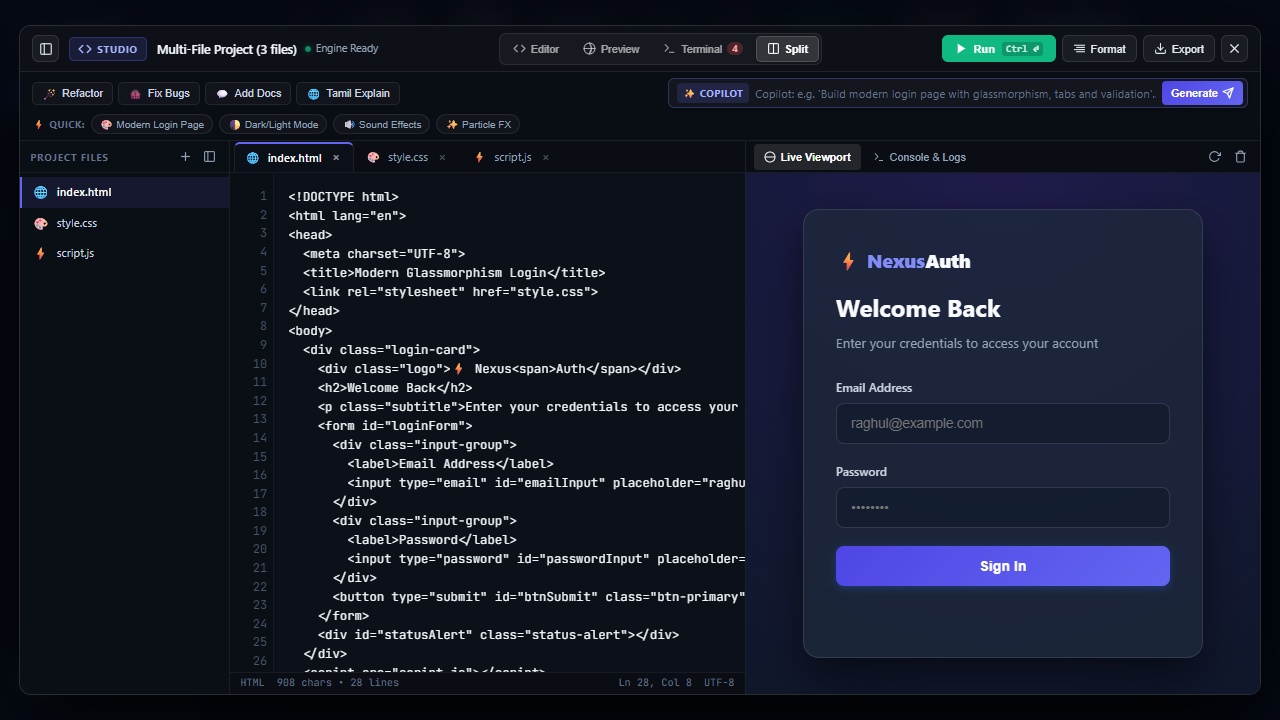 STUDIO Multi-File Project (3 files) Engine Ready Editor Preview Terminal 4 Split Run Ctrl ⏎ Format Export
Refactor Fix Bugs Add Docs Tamil Explain COPILOT Copilot: e.g. 'Build modern login page with glassmorphism, tabs and validation'. Generate
QUICK: Modern Login Page Dark/Light Mode Sound Effects Particle FX
PROJECT FILES
index.html
style.css
script.js
index.html × style.css × script.js ×
1 <!DOCTYPE html>
2 <html lang="en">
3 <head>
4 <meta charset="UTF-8">
5 <title>Modern Glassmorphism Login</title>
6 <link rel="stylesheet" href="style.css">
7 </head>
8 <body>
9 <div class="login-card">
10 <div class="logo">⚡ Nexus<span>Auth</span></div>
11 <h2>Welcome Back</h2>
12 <p class="subtitle">Enter your credentials to access your
13 <form id="loginForm">
14 <div class="input-group">
15 <label>Email Address</label>
16 <input type="email" id="emailInput" placeholder="raghu
17 </div>
18 <div class="input-group">
19 <label>Password</label>
20 <input type="password" id="passwordInput" placeholder=
21 </div>
22 <button type="submit" id="btnSubmit" class="btn-primary"
23 </form>
24 <div id="statusAlert" class="status-alert"></div>
25 </div>
26 <script src="script.js"></script>
HTML 908 chars • 28 lines Ln 28, Col 8 UTF-8
Live Viewport Console & Logs
⚡ NexusAuth
Welcome Back
Enter your credentials to access your account
Email Address
raghul@example.com
Password
••••••••
Sign In